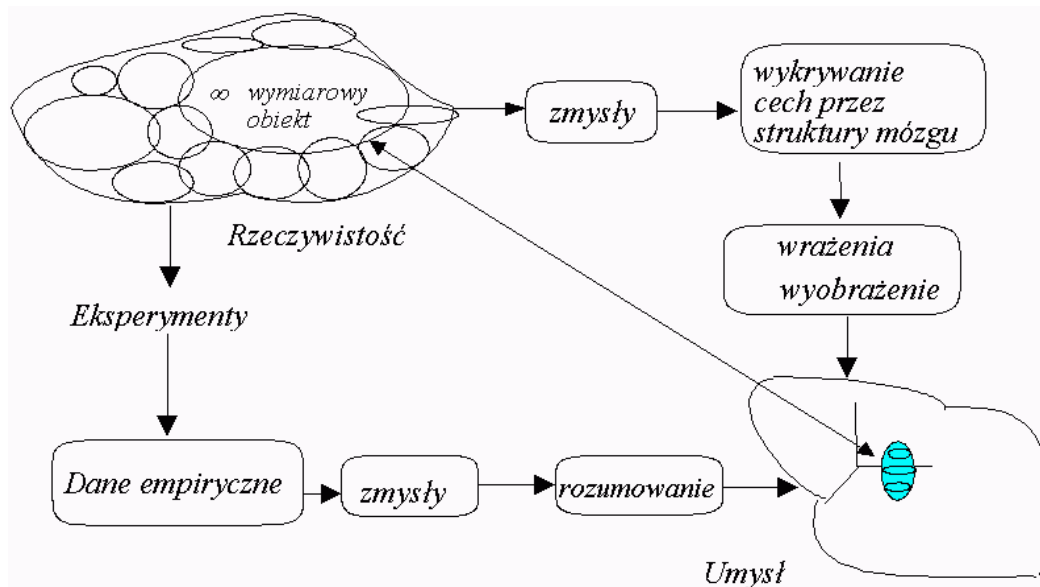 ∞ wymiarowy
obiekt
zmysły
wykrywanie
cech przez
struktury mózgu
Rzeczywistość
wrażenia
wyobrażenie
Eksperymenty
Dane empiryczne
zmysły
rozumowanie
Umysł